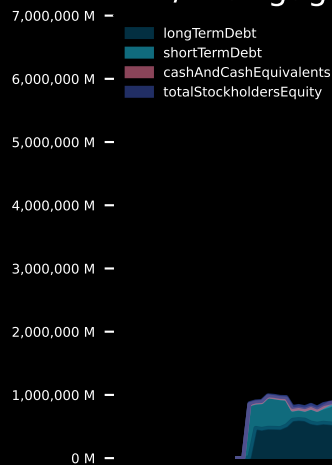 7,000,000 M
longTermDebt
shortTermDebt
6,000,000 M
cashAndCashEquivalents
totalStockholdersEquity
5,000,000 M
4,000,000 M
3,000,000 M
2,000,000 M
1,000,000 M
0 M